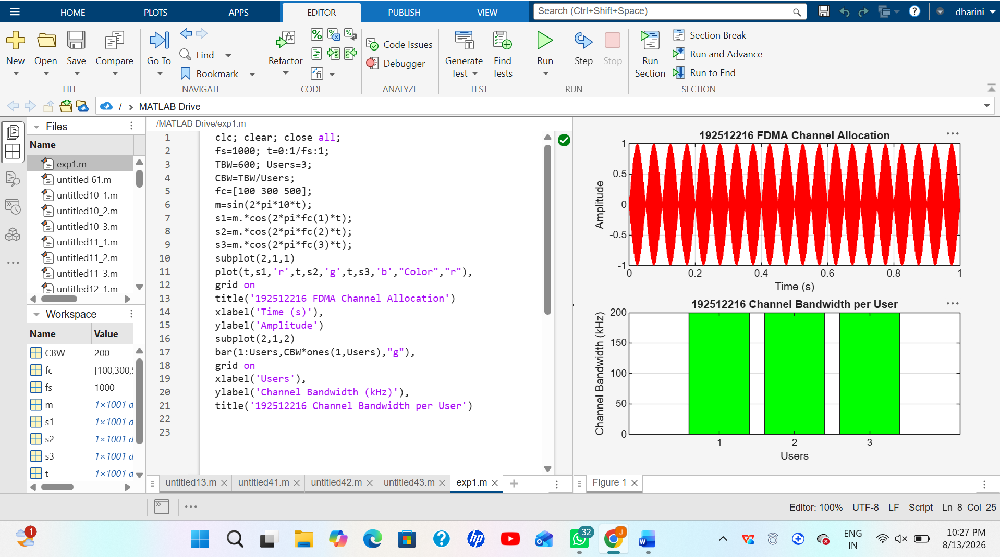 HOME PLOTS APPS EDITOR PUBLISH VIEW Search (Ctrl+Shift+Space) ? dharini
New Open Save Compare Go To Find Bookmark Refactor Code Issues Debugger Generate Test Find Tests Run Step Stop Run Section Section Break Run and Advance Run to End
FILE NAVIGATE CODE ANALYZE TEST RUN SECTION
/ › MATLAB Drive
Files
Name
exp1.m
untitled 61.m
untitled10_1.m
untitled10_2.m
untitled10_3.m
untitled11_1.m
untitled11_2.m
untitled11_3.m
untitled12_1.m
Workspace
Name Value
CBW 200
fc [100,300,5
fs 1000
m 1×1001 d
s1 1×1001 d
s2 1×1001 d
s3 1×1001 d
t 1×1001 d
/MATLAB Drive/exp1.m
1 clc; clear; close all;
2 fs=1000; t=0:1/fs:1;
3 TBW=600; Users=3;
4 CBW=TBW/Users;
5 fc=[100 300 500];
6 m=sin(2*pi*10*t);
7 s1=m.*cos(2*pi*fc(1)*t);
8 s2=m.*cos(2*pi*fc(2)*t);
9 s3=m.*cos(2*pi*fc(3)*t);
10 subplot(2,1,1)
11 plot(t,s1,'r',t,s2,'g',t,s3,'b',"Color","r"),
12 grid on
13 title('192512216 FDMA Channel Allocation')
14 xlabel('Time (s)'),
15 ylabel('Amplitude')
16 subplot(2,1,2)
17 bar(1:Users,CBW*ones(1,Users),"g"),
18 grid on
19 xlabel('Users'),
20 ylabel('Channel Bandwidth (kHz)'),
21 title('192512216 Channel Bandwidth per User')
22
23
untitled13.m untitled41.m untitled42.m untitled43.m exp1.m
192512216 FDMA Channel Allocation
Amplitude
1
0.5
0
-0.5
-1
0 0.2 0.4 0.6 0.8 1
Time (s)
192512216 Channel Bandwidth per User
Channel Bandwidth (kHz)
200
150
100
50
0
1 2 3
Users
Figure 1
Editor: 100% UTF-8 LF Script Ln 8 Col 25
1 ? hp 32 J W ENG 10:27 PM
IN 8/13/2026